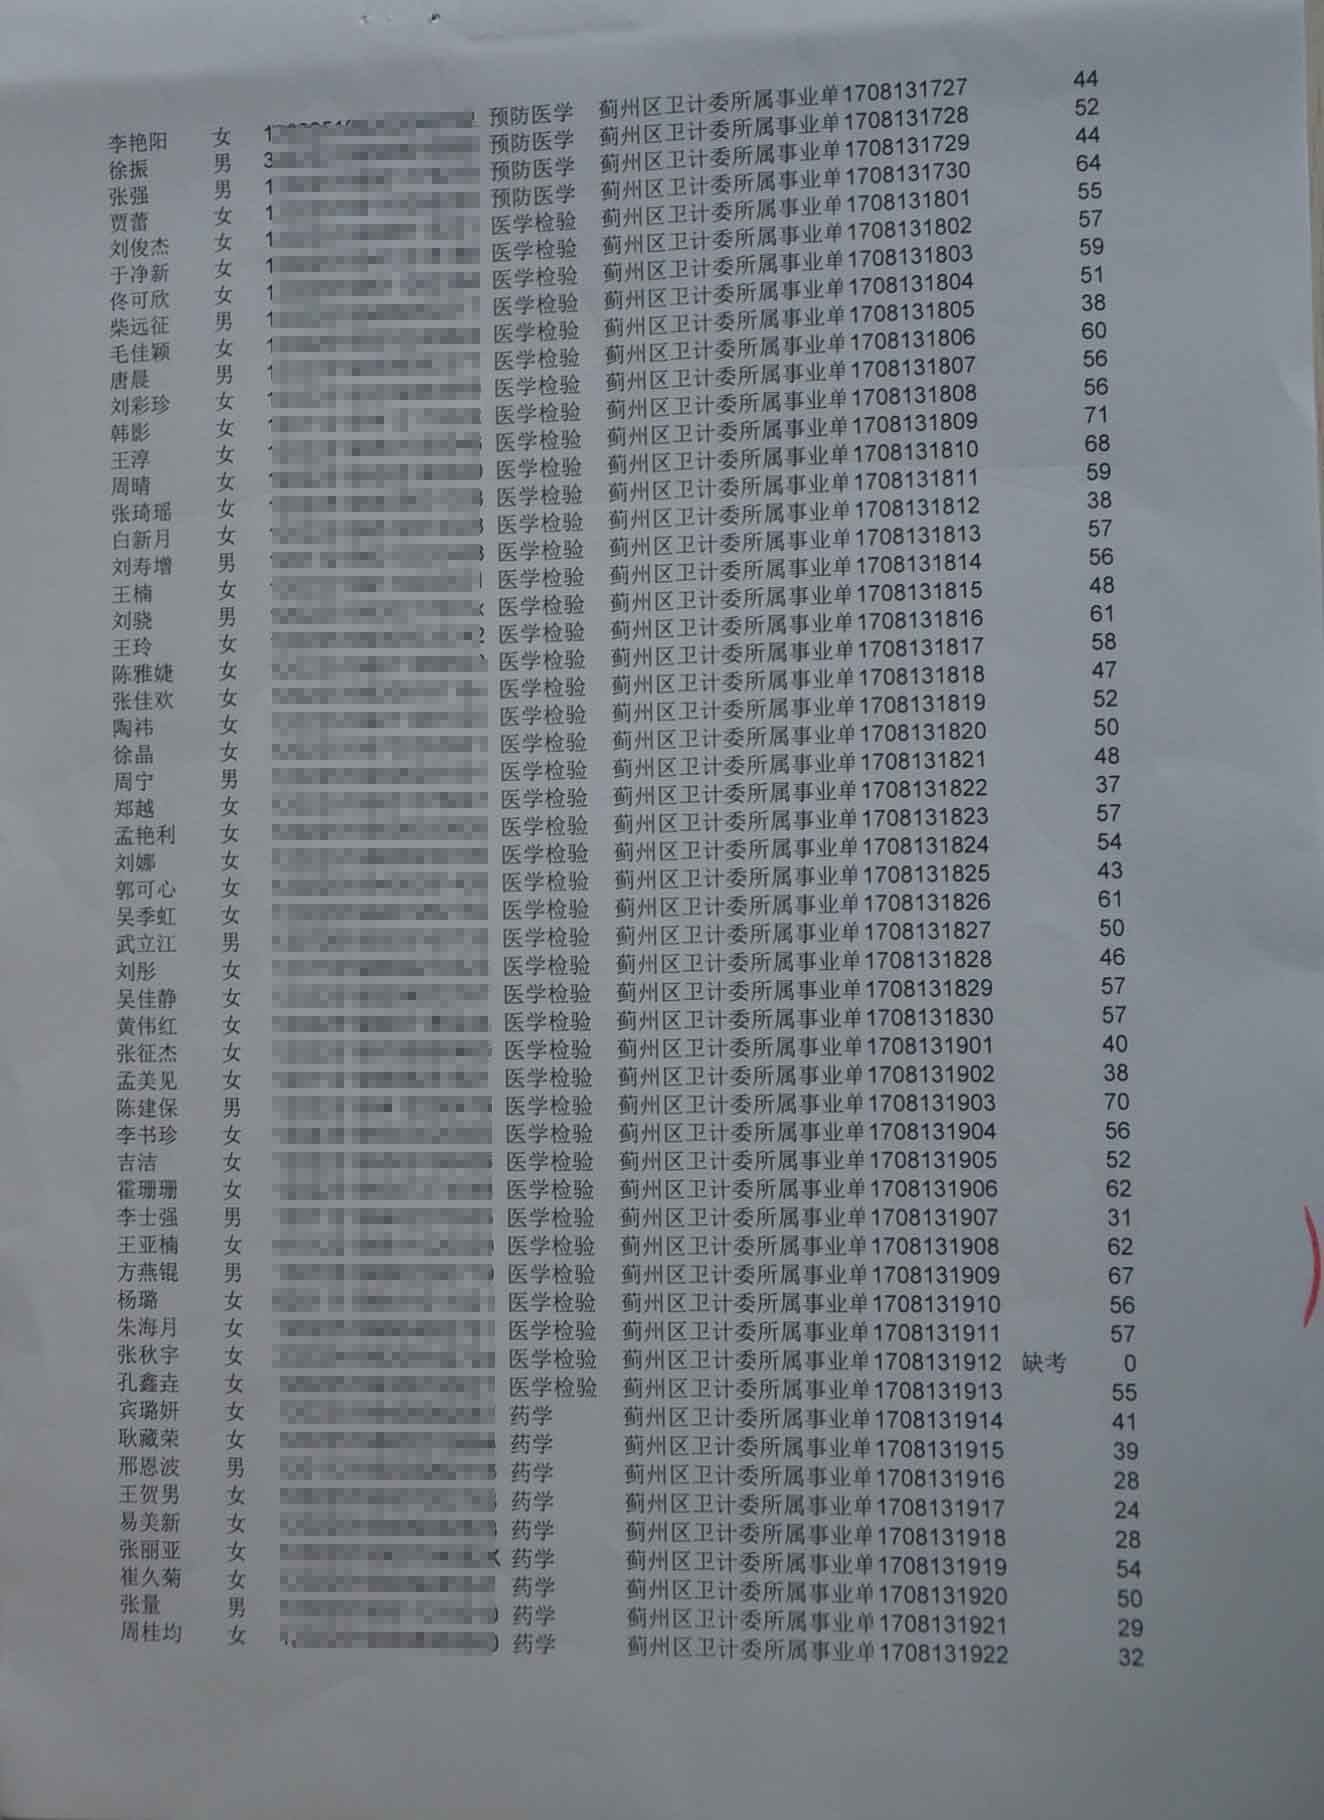 李艳阳 女 预防医学 蓟州区卫计委所属事业单1708131727 44
徐振 男 预防医学 蓟州区卫计委所属事业单1708131728 52
张强 男 预防医学 蓟州区卫计委所属事业单1708131729 44
贾蕾 女 预防医学 蓟州区卫计委所属事业单1708131730 64
刘俊杰 女 医学检验 蓟州区卫计委所属事业单1708131801 55
于净新 女 医学检验 蓟州区卫计委所属事业单1708131802 57
佟可欣 女 医学检验 蓟州区卫计委所属事业单1708131803 59
柴远征 男 医学检验 蓟州区卫计委所属事业单1708131804 51
毛佳颖 女 医学检验 蓟州区卫计委所属事业单1708131805 38
唐晨 男 医学检验 蓟州区卫计委所属事业单1708131806 60
刘彩珍 女 医学检验 蓟州区卫计委所属事业单1708131807 56
韩影 女 医学检验 蓟州区卫计委所属事业单1708131808 56
王淳 女 医学检验 蓟州区卫计委所属事业单1708131809 71
周晴 女 医学检验 蓟州区卫计委所属事业单1708131810 68
张琦瑶 女 医学检验 蓟州区卫计委所属事业单1708131811 59
白新月 女 医学检验 蓟州区卫计委所属事业单1708131812 38
刘寿增 男 医学检验 蓟州区卫计委所属事业单1708131813 57
王楠 女 医学检验 蓟州区卫计委所属事业单1708131814 56
刘骁 男 医学检验 蓟州区卫计委所属事业单1708131815 48
王玲 女 医学检验 蓟州区卫计委所属事业单1708131816 61
陈雅婕 女 医学检验 蓟州区卫计委所属事业单1708131817 58
张佳欢 女 医学检验 蓟州区卫计委所属事业单1708131818 47
陶祎 女 医学检验 蓟州区卫计委所属事业单1708131819 52
徐晶 女 医学检验 蓟州区卫计委所属事业单1708131820 50
周宁 男 医学检验 蓟州区卫计委所属事业单1708131821 48
郑越 女 医学检验 蓟州区卫计委所属事业单1708131822 37
孟艳利 女 医学检验 蓟州区卫计委所属事业单1708131823 57
刘娜 女 医学检验 蓟州区卫计委所属事业单1708131824 54
郭可心 女 医学检验 蓟州区卫计委所属事业单1708131825 43
吴季虹 女 医学检验 蓟州区卫计委所属事业单1708131826 61
武立江 男 医学检验 蓟州区卫计委所属事业单1708131827 50
刘彤 女 医学检验 蓟州区卫计委所属事业单1708131828 46
吴佳静 女 医学检验 蓟州区卫计委所属事业单1708131829 57
黄伟红 女 医学检验 蓟州区卫计委所属事业单1708131830 57
张征杰 女 医学检验 蓟州区卫计委所属事业单1708131901 40
孟美见 女 医学检验 蓟州区卫计委所属事业单1708131902 38
陈建保 男 医学检验 蓟州区卫计委所属事业单1708131903 70
李书珍 女 医学检验 蓟州区卫计委所属事业单1708131904 56
吉洁 女 医学检验 蓟州区卫计委所属事业单1708131905 52
霍珊珊 女 医学检验 蓟州区卫计委所属事业单1708131906 62
李士强 男 医学检验 蓟州区卫计委所属事业单1708131907 31
王亚楠 女 医学检验 蓟州区卫计委所属事业单1708131908 62
方燕锟 男 医学检验 蓟州区卫计委所属事业单1708131909 67
杨璐 女 医学检验 蓟州区卫计委所属事业单1708131910 56
朱海月 女 医学检验 蓟州区卫计委所属事业单1708131911 57
张秋宇 女 医学检验 蓟州区卫计委所属事业单1708131912 缺考 0
孔鑫垚 女 医学检验 蓟州区卫计委所属事业单1708131913 55
宾璐妍 女 药学 蓟州区卫计委所属事业单1708131914 41
耿藏荣 女 药学 蓟州区卫计委所属事业单1708131915 39
邢恩波 男 药学 蓟州区卫计委所属事业单1708131916 28
王贺男 女 药学 蓟州区卫计委所属事业单1708131917 24
易美新 女 药学 蓟州区卫计委所属事业单1708131918 28
张丽亚 女 药学 蓟州区卫计委所属事业单1708131919 54
崔久菊 女 药学 蓟州区卫计委所属事业单1708131920 50
张量 男 药学 蓟州区卫计委所属事业单1708131921 29
周桂均 女 药学 蓟州区卫计委所属事业单1708131922 32